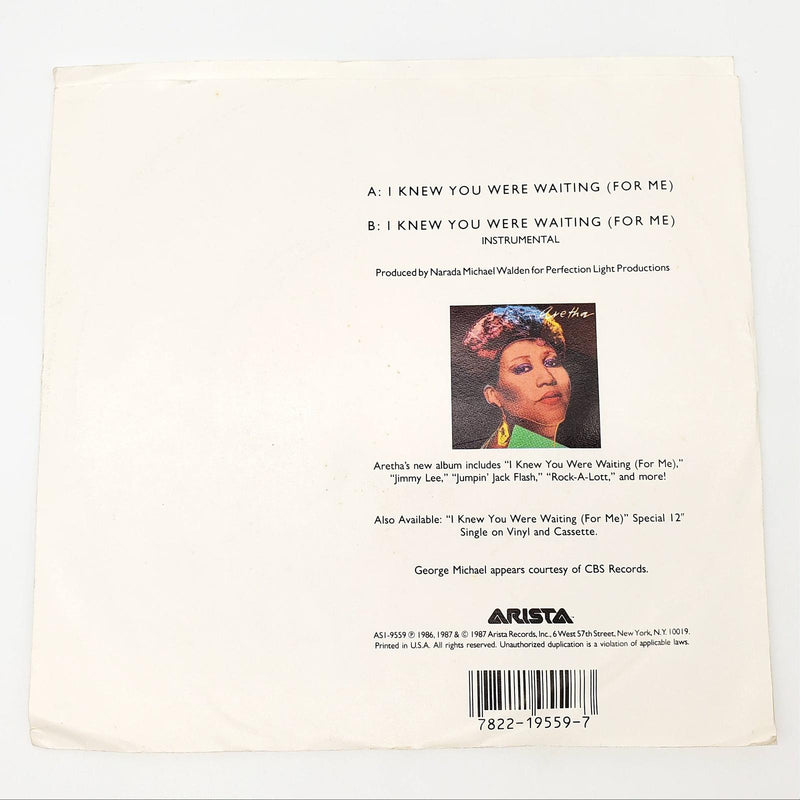 A: I KNEW YOU WERE WAITING (FOR ME)
B: I KNEW YOU WERE WAITING (FOR ME)
INSTRUMENTAL
Produced by Narada Michael Walden for Perfection Light Productions
Aretha
Aretha's new album includes “I Knew You Were Waiting (For Me),”
“Jimmy Lee,” “Jumpin' Jack Flash,” “Rock-A-Lott,” and more!
Also Available: “I Knew You Were Waiting (For Me)” Special 12"
Single on Vinyl and Cassette.
George Michael appears courtesy of CBS Records.
ARISTA
AS1-9559 ℗ 1986, 1987 & © 1987 Arista Records, Inc., 6 West 57th Street, New York, N.Y. 10019.
Printed in U.S.A. All rights reserved. Unauthorized duplication is a violation of applicable laws.
7822-19559-7